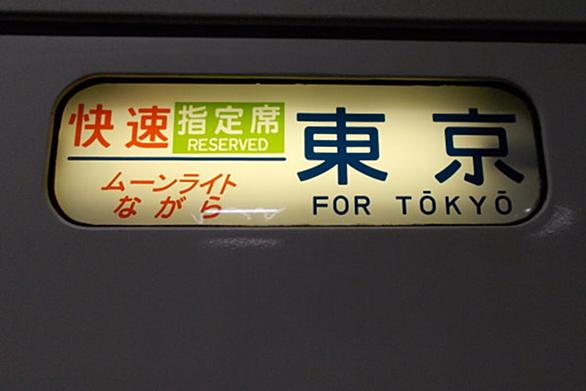 快速 指定席
RESERVED
ムーンライト
ながら
東京
FOR TŌKYŌ